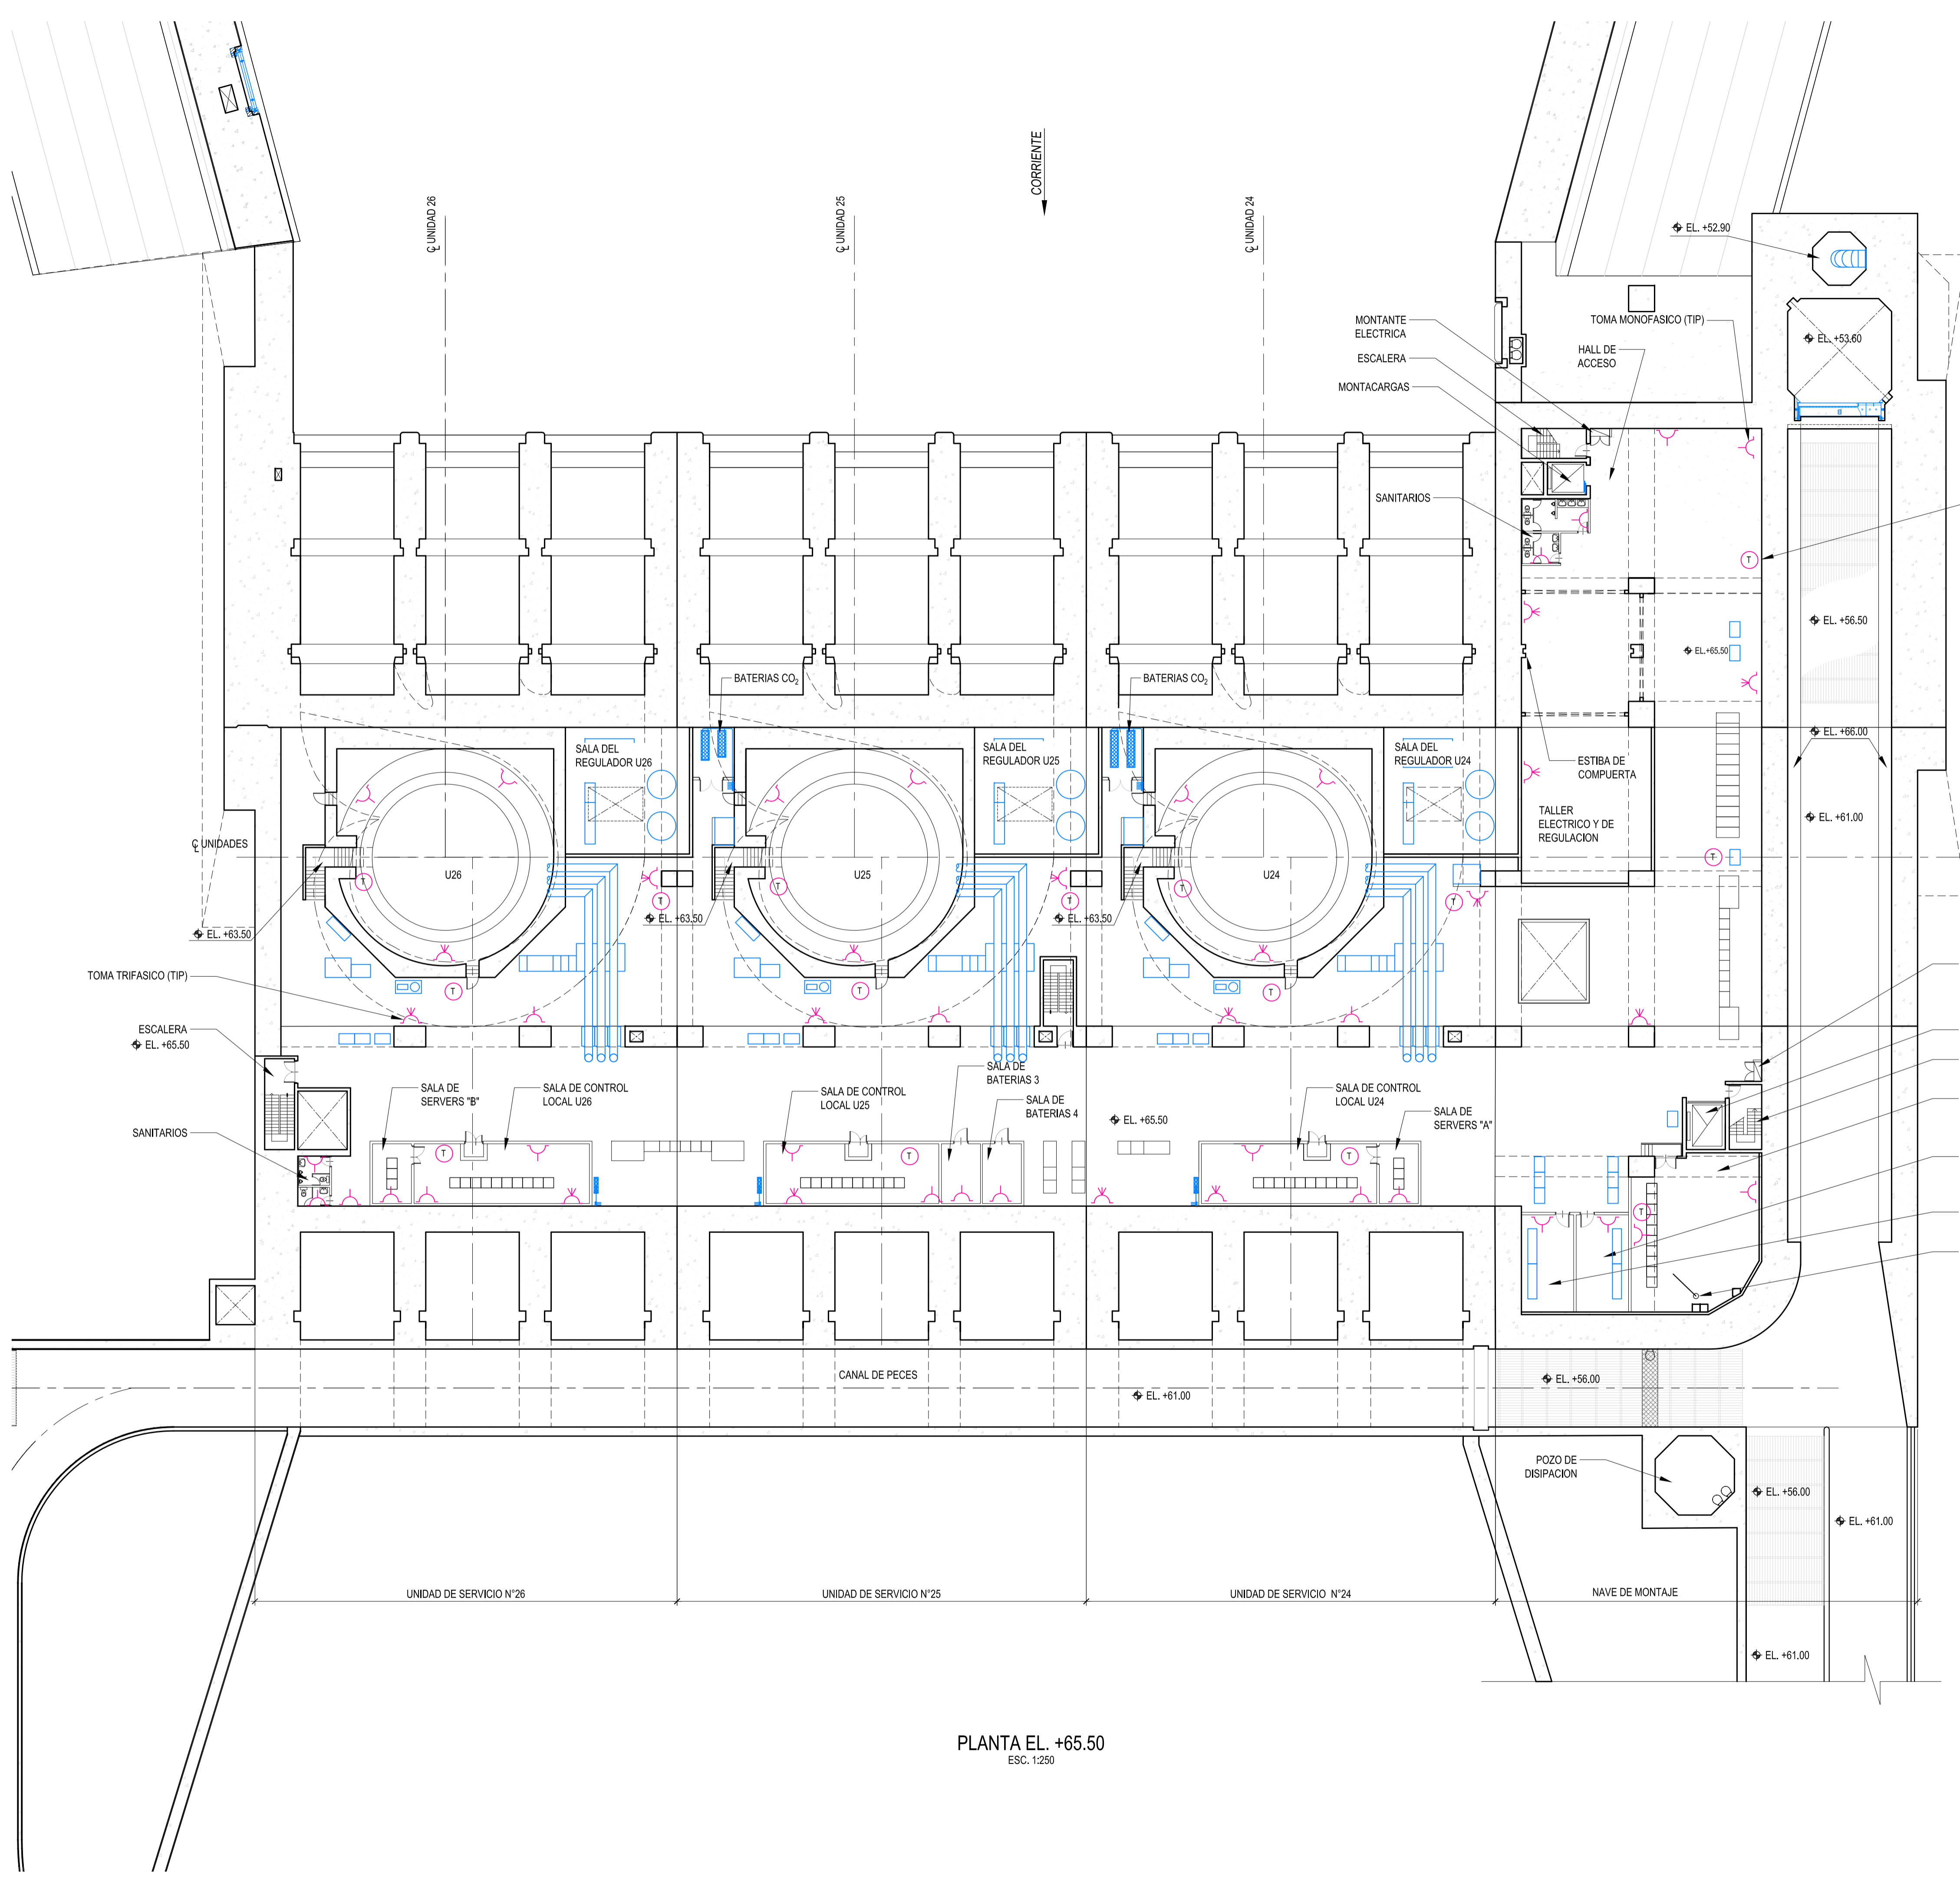 CORRIENTE
℄ UNIDAD 26
℄ UNIDAD 25
℄ UNIDAD 24
EL. +52.90
MONTANTE
ELECTRICA
ESCALERA
MONTACARGAS
TOMA MONOFASICO (TIP)
HALL DE
ACCESO
EL. +53.60
SANITARIOS
T
EL. +56.50
EL.+65.50
BATERIAS CO2
BATERIAS CO2
EL. +66.00
SALA DEL
REGULADOR U26
SALA DEL
REGULADOR U25
SALA DEL
REGULADOR U24
ESTIBA DE
COMPUERTA
TALLER
ELECTRICO Y DE
REGULACION
EL. +61.00
℄ UNIDADES
T
U26
U25
U24
T
T
T
T
T
T
EL. +63.50
EL. +63.50
EL. +63.50
TOMA TRIFASICO (TIP)
T
T
T
ESCALERA
EL. +65.50
SALA DE
SERVERS "B"
SALA DE CONTROL
LOCAL U26
SALA DE CONTROL
LOCAL U25
SALA DE
BATERIAS 3
SALA DE
BATERIAS 4
EL. +65.50
SALA DE CONTROL
LOCAL U24
SALA DE
SERVERS "A"
SANITARIOS
T
T
T
T
CANAL DE PECES
EL. +61.00
EL. +56.00
POZO DE
DISIPACION
EL. +56.00
EL. +61.00
UNIDAD DE SERVICIO N°26
UNIDAD DE SERVICIO N°25
UNIDAD DE SERVICIO N°24
NAVE DE MONTAJE
EL. +61.00
PLANTA EL. +65.50
ESC. 1:250